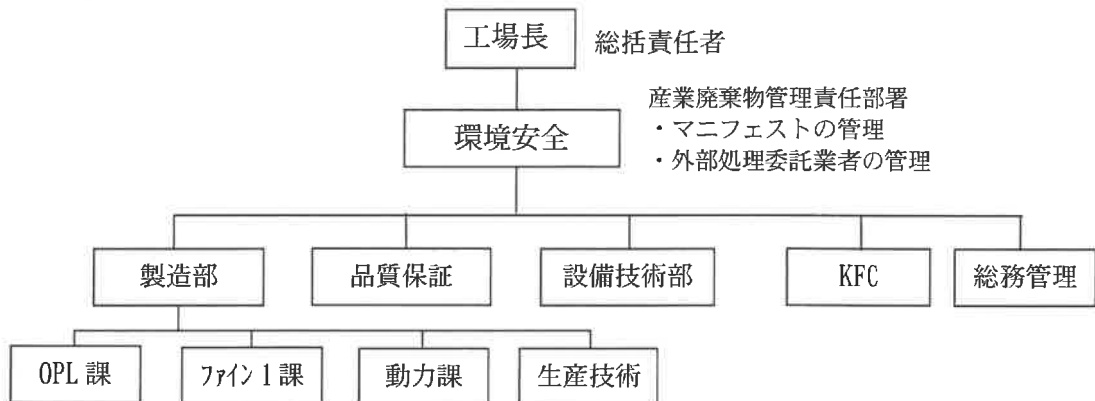 工場長
総括責任者
産業廃棄物管理責任部署
・マニフェストの管理
・外部処理委託業者の管理
環境安全
製造部
品質保証
設備技術部
KFC
総務管理
OPL 課
ﾌｧｲﾝ 1 課
動力課
生産技術